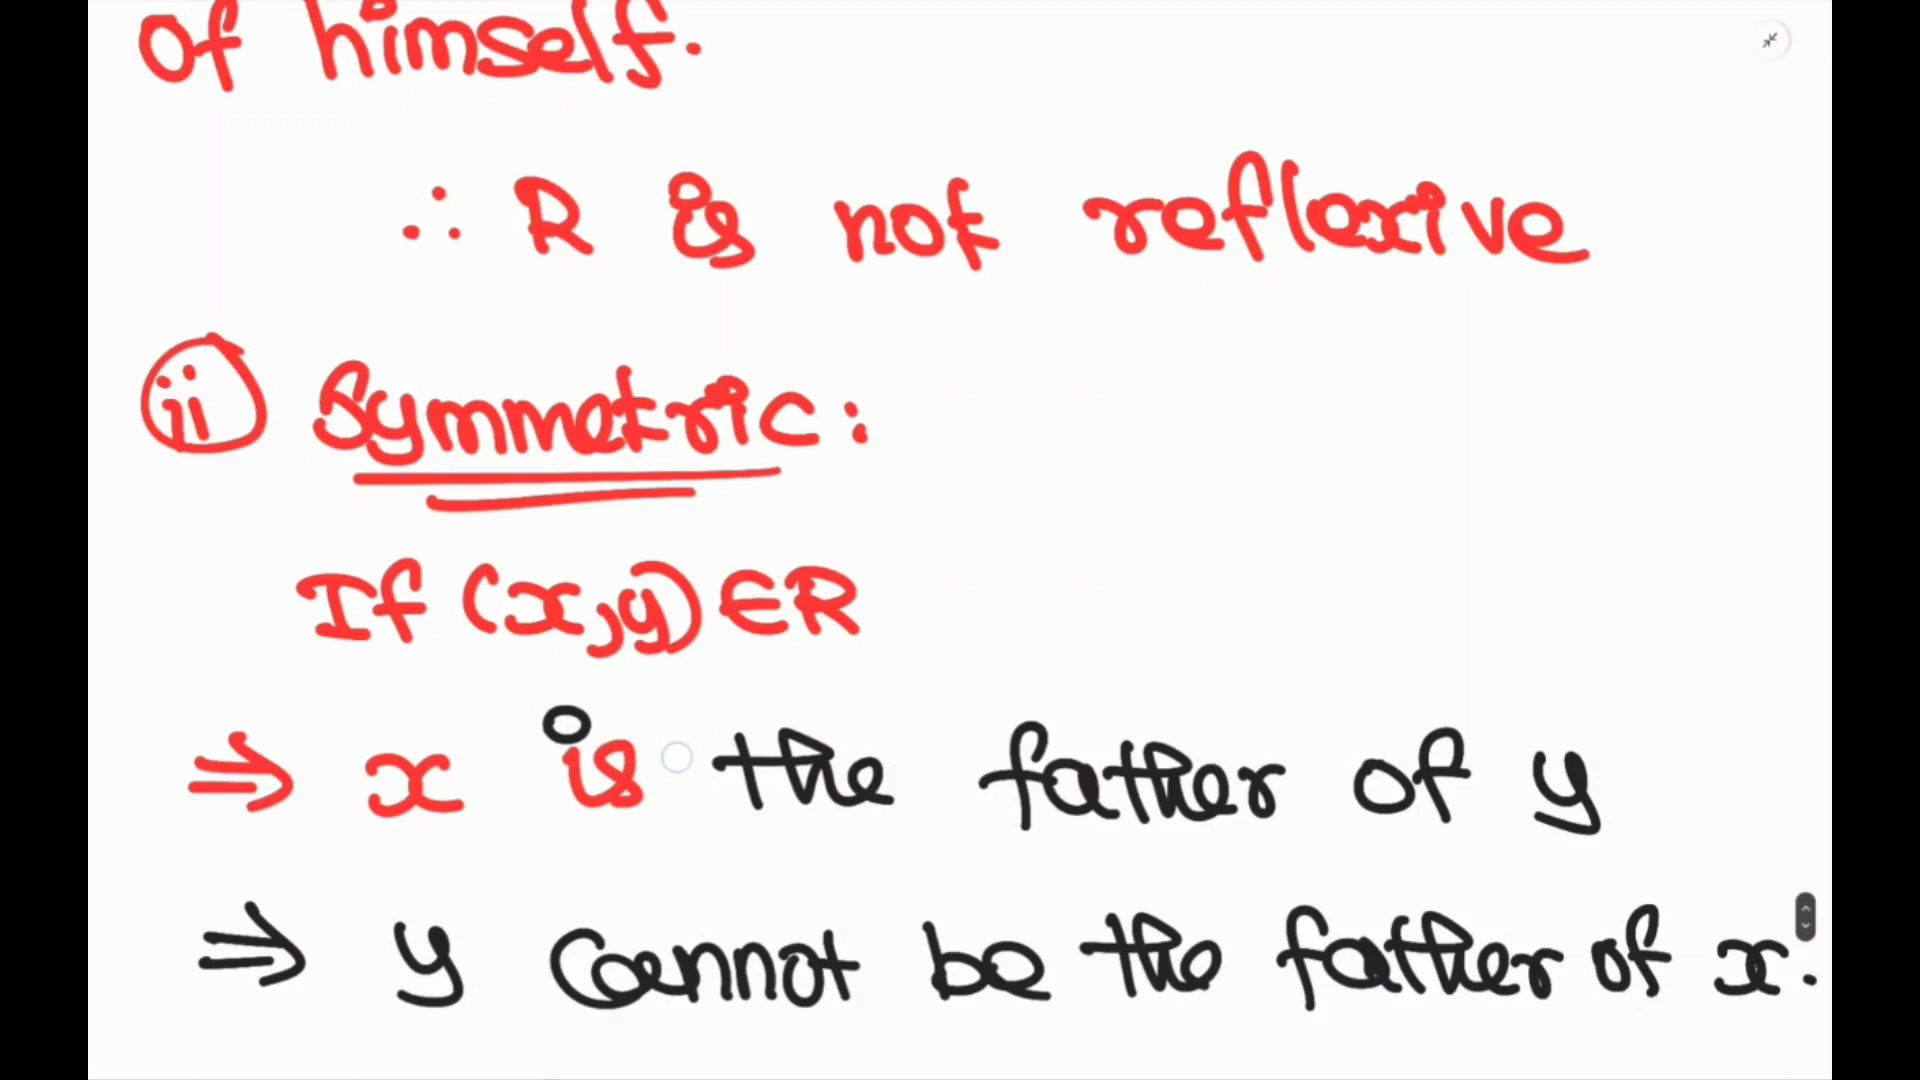 of himself.
∴ R is not reflexive
ii Symmetric:
If (x,y)∈R
⇒ x is the father of y
⇒ y cannot be the father of x.